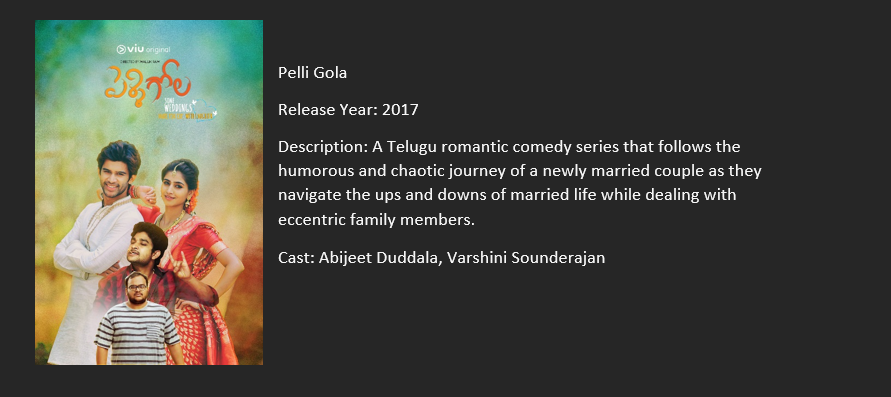 viu original
పెళ్ళిగోల
SOME
WEDDINGS
Pelli Gola
Release Year: 2017
Description: A Telugu romantic comedy series that follows the
humorous and chaotic journey of a newly married couple as they
navigate the ups and downs of married life while dealing with
eccentric family members.
Cast: Abijeet Duddala, Varshini Sounderajan